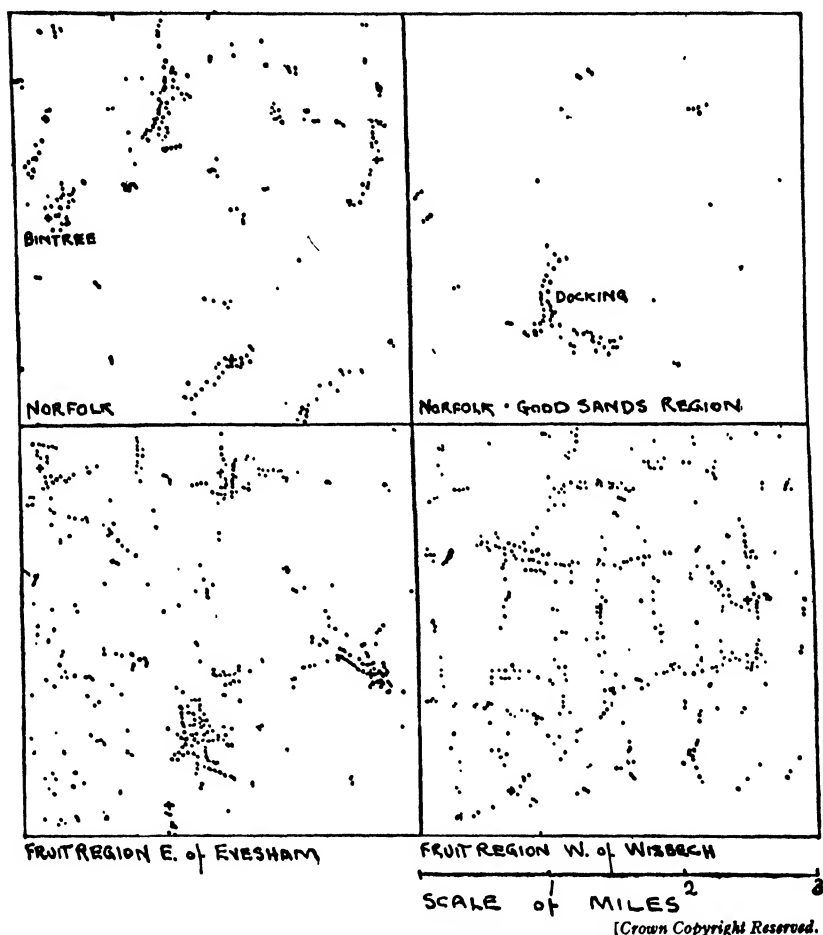 BINTREE
DOCKING
NORFOLK
NORFOLK · GOOD SANDS REGION.
FRUIT REGION E. of EVESHAM
FRUIT REGION W. of WISBECH
1 2 3
SCALE of MILES
[Crown Copyright Reserved.